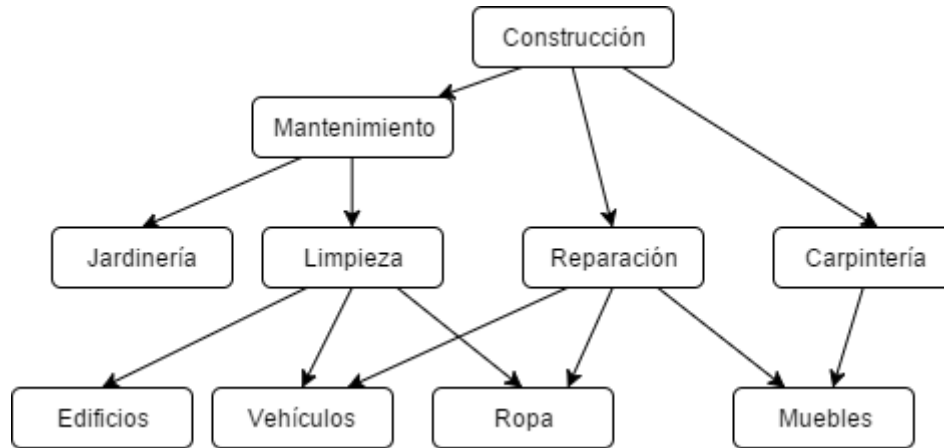 Construcción
Mantenimiento
Jardinería
Limpieza
Reparación
Carpintería
Edificios
Vehículos
Ropa
Muebles